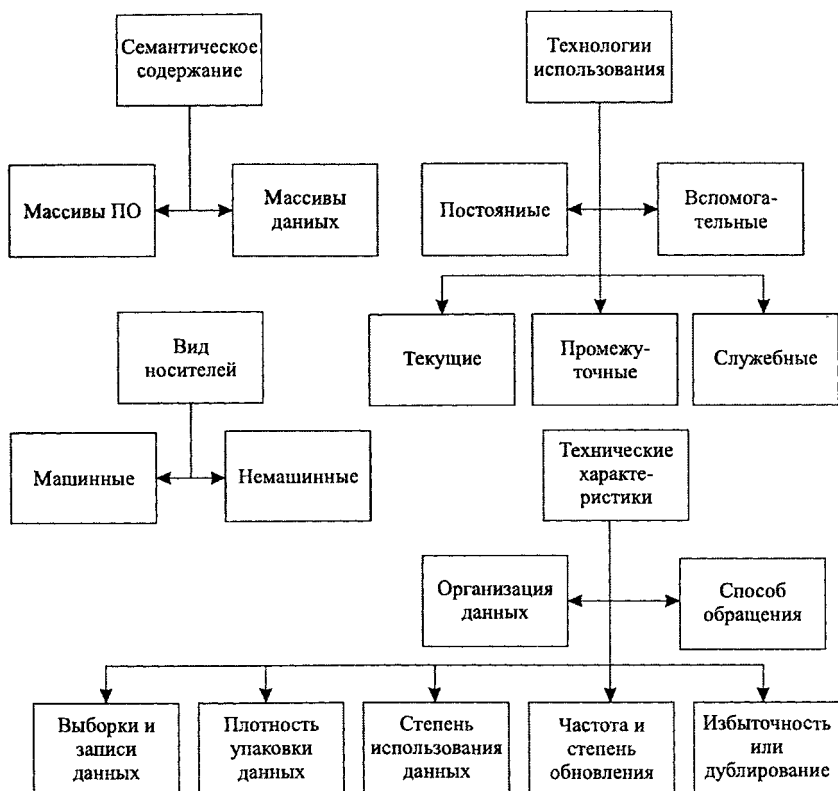 Семантическое
содержание
Технологии
использования
Массивы ПО
Массивы
данных
Постоянные
Вспомога-
тельные
Текущие
Промежу-
точные
Служебные
Вид
носителей
Машинные
Немашинные
Технические
характе-
ристики
Организация
данных
Способ
обращения
Выборки и
записи
данных
Плотность
упаковки
данных
Степень
использования
данных
Частота и
степень
обновления
Избыточность
или
дублирование